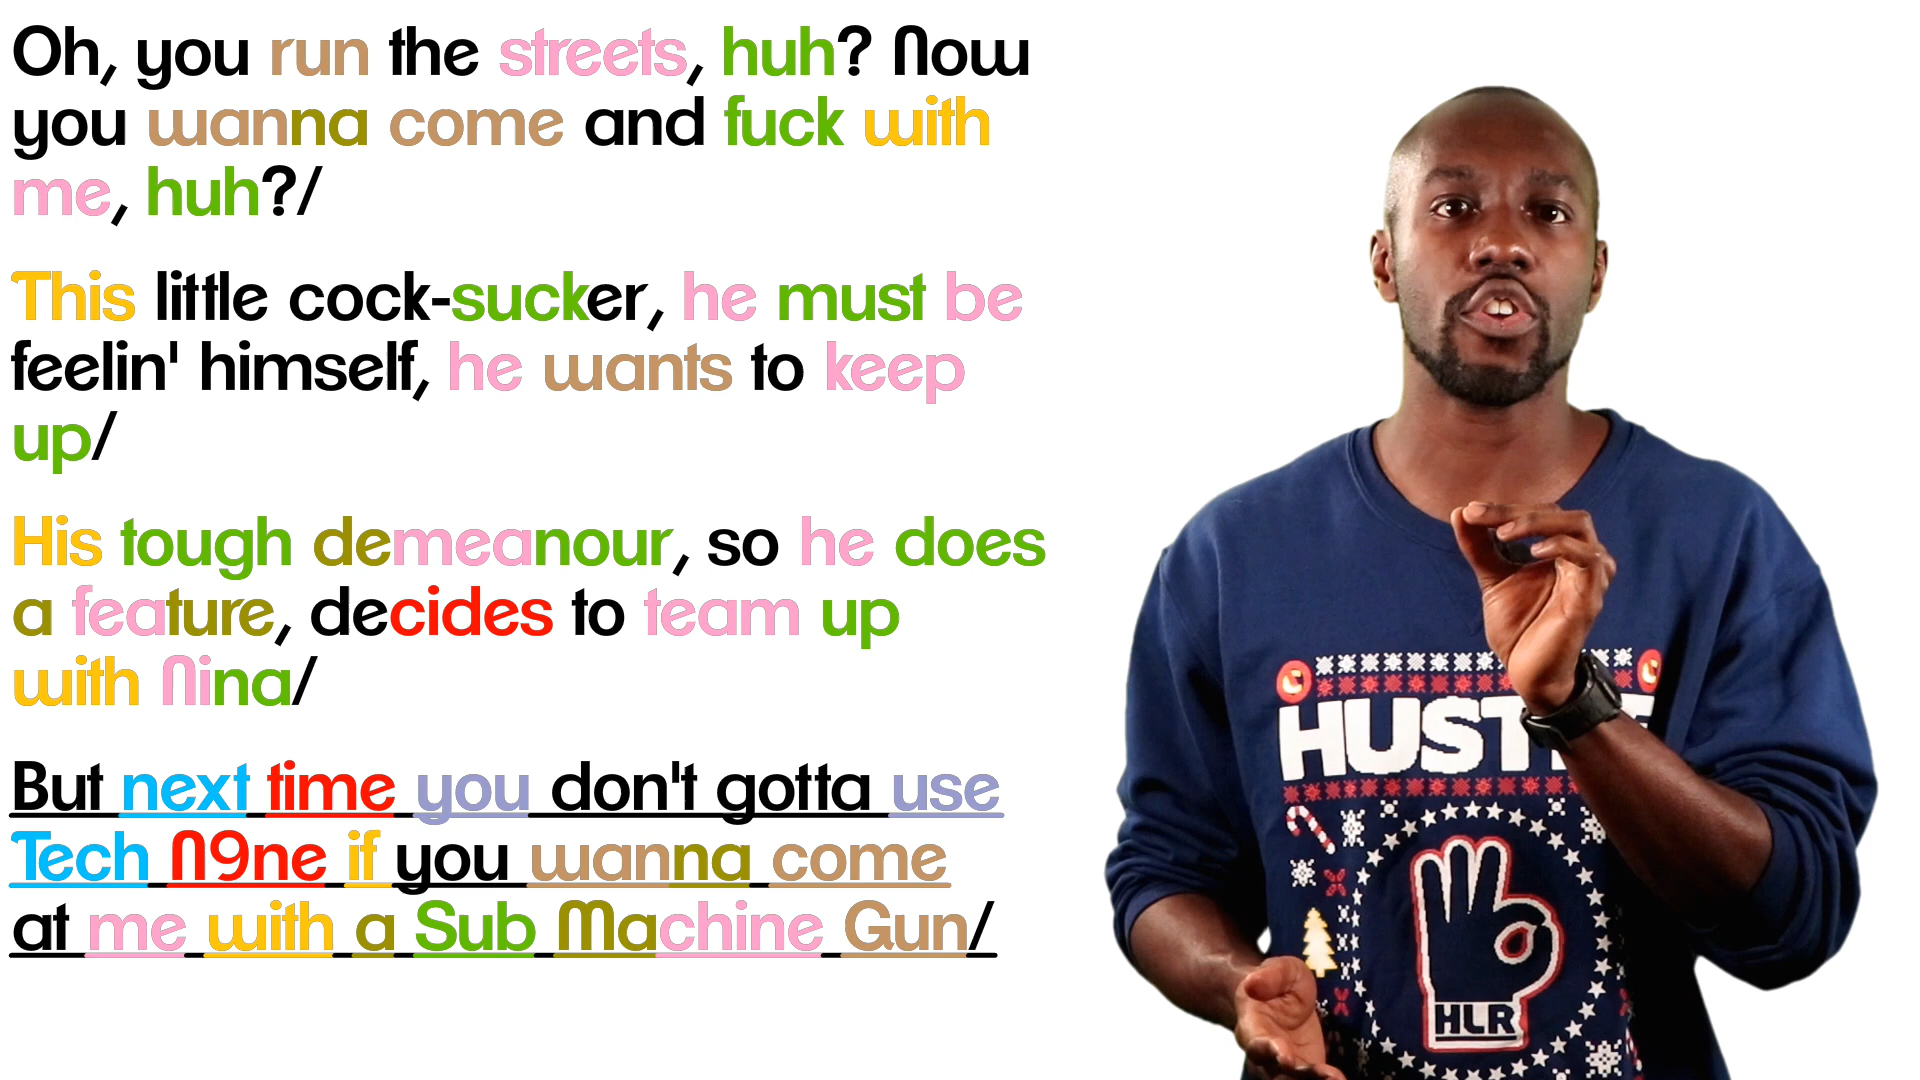 Oh, you run the streets, huh? Now
you wanna come and fuck with
me, huh?/
This little cock-sucker, he must be
feelin' himself, he wants to keep
up/
His tough demeanour, so he does
a feature, decides to team up
with Nina/
But next time you don't gotta use
Tech N9ne if you wanna come
at me with a Sub Machine Gun/
HUST
HLR